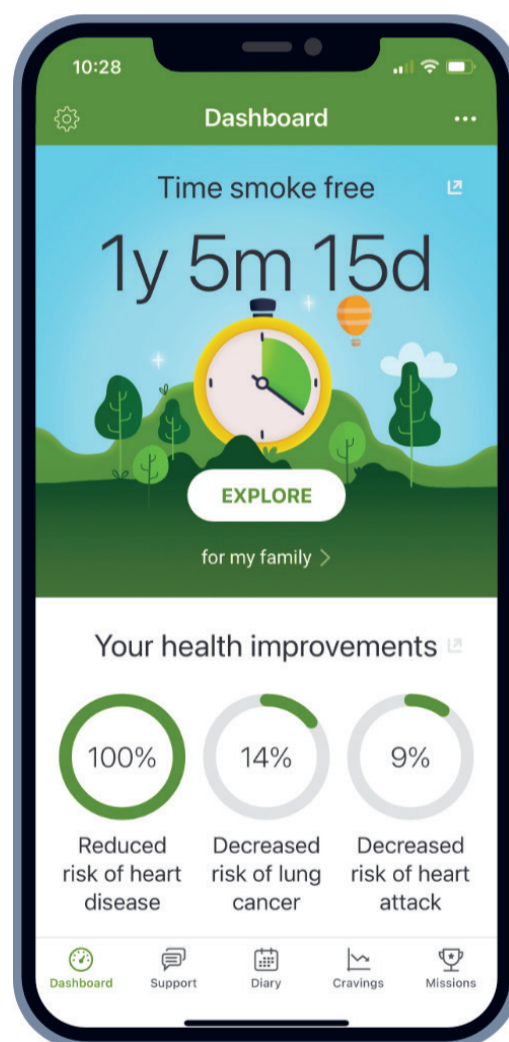 10:28
Dashboard
Time smoke free
1y 5m 15d
EXPLORE
for my family >
Your health improvements
100%
14%
9%
Reduced
risk of heart
disease
Decreased
risk of lung
cancer
Decreased
risk of heart
attack
Dashboard
Support
Diary
Cravings
Missions